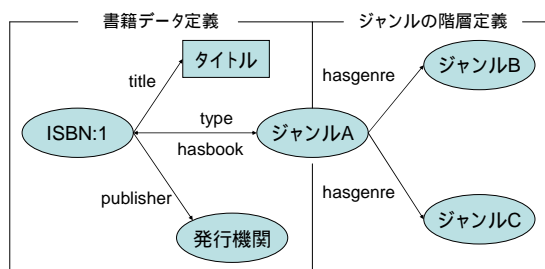 書籍データ定義
ジャンルの階層定義
タイトル
ジャンルB
title
hasgenre
type
ISBN:1
ジャンルA
hasbook
publisher
hasgenre
発行機関
ジャンルC